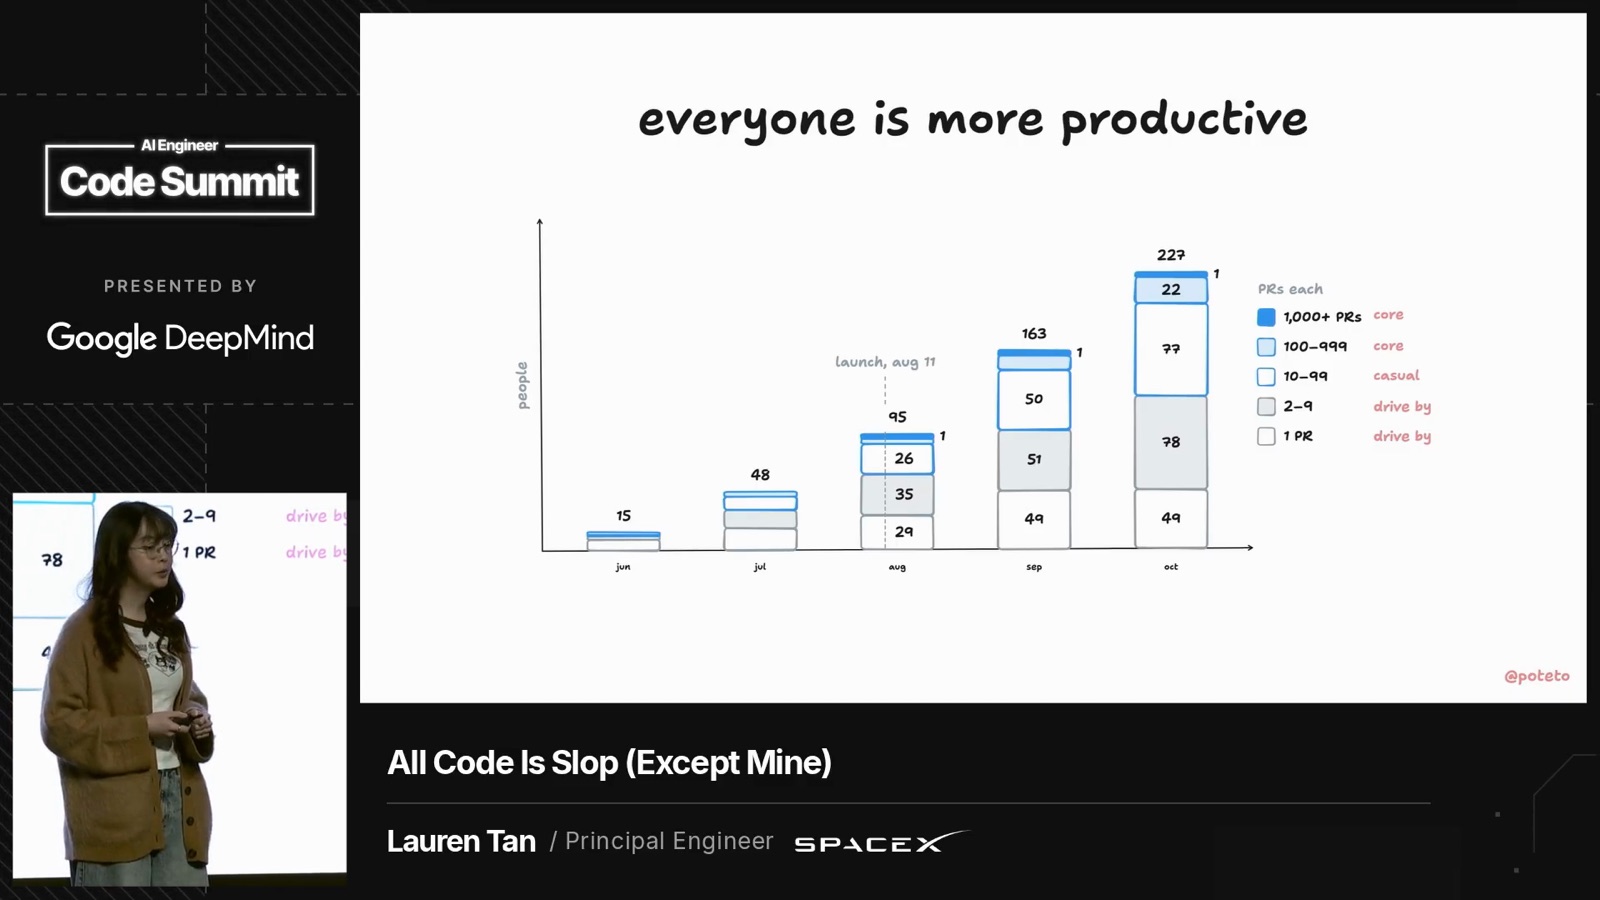 AI Engineer
Code Summit
PRESENTED BY
Google DeepMind
everyone is more productive
people
launch, aug 11
15
48
95
1
26
35
29
163
1
50
51
49
227
1
22
77
78
49
jun
jul
aug
sep
oct
PRs each
1,000+ PRs core
100–999 core
10–99 casual
2–9 drive by
1 PR drive by
@poteto
2–9 drive by
1 PR drive by
78
All Code Is Slop (Except Mine)
Lauren Tan / Principal Engineer SPACEX